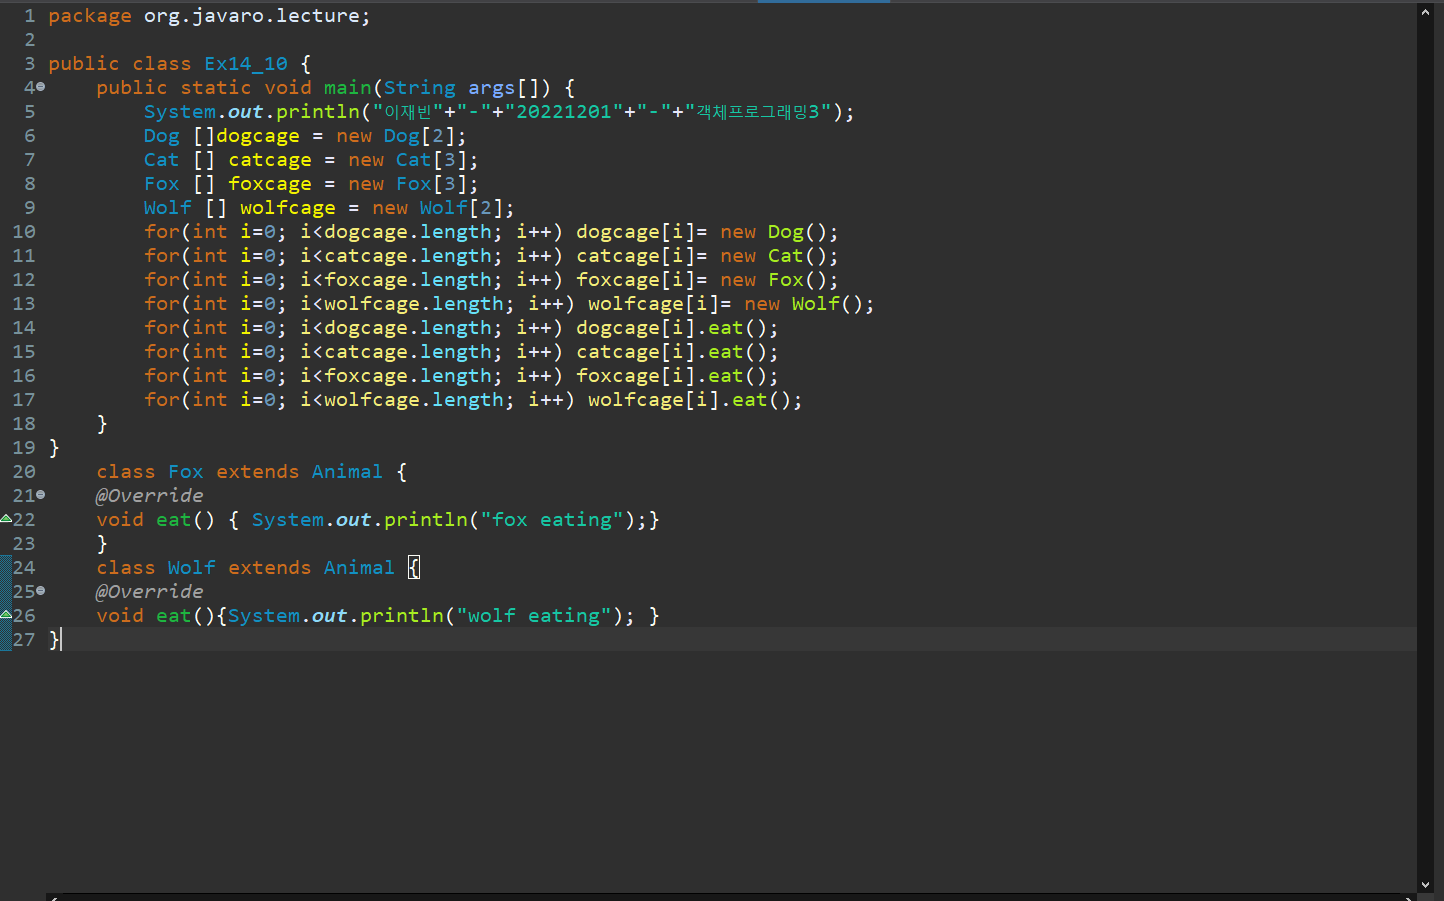 1 package org.javaro.lecture;
2
3 public class Ex14_10 {
4 public static void main(String args[]) {
5 System.out.println("이재빈"+"-"+"20221201"+"-"+"객체프로그래밍3");
6 Dog []dogcage = new Dog[2];
7 Cat [] catcage = new Cat[3];
8 Fox [] foxcage = new Fox[3];
9 Wolf [] wolfcage = new Wolf[2];
10 for(int i=0; i<dogcage.length; i++) dogcage[i]= new Dog();
11 for(int i=0; i<catcage.length; i++) catcage[i]= new Cat();
12 for(int i=0; i<foxcage.length; i++) foxcage[i]= new Fox();
13 for(int i=0; i<wolfcage.length; i++) wolfcage[i]= new Wolf();
14 for(int i=0; i<dogcage.length; i++) dogcage[i].eat();
15 for(int i=0; i<catcage.length; i++) catcage[i].eat();
16 for(int i=0; i<foxcage.length; i++) foxcage[i].eat();
17 for(int i=0; i<wolfcage.length; i++) wolfcage[i].eat();
18 }
19 }
20 class Fox extends Animal {
21 @Override
22 void eat() { System.out.println("fox eating");}
23 }
24 class Wolf extends Animal {
25 @Override
26 void eat(){System.out.println("wolf eating"); }
27 }